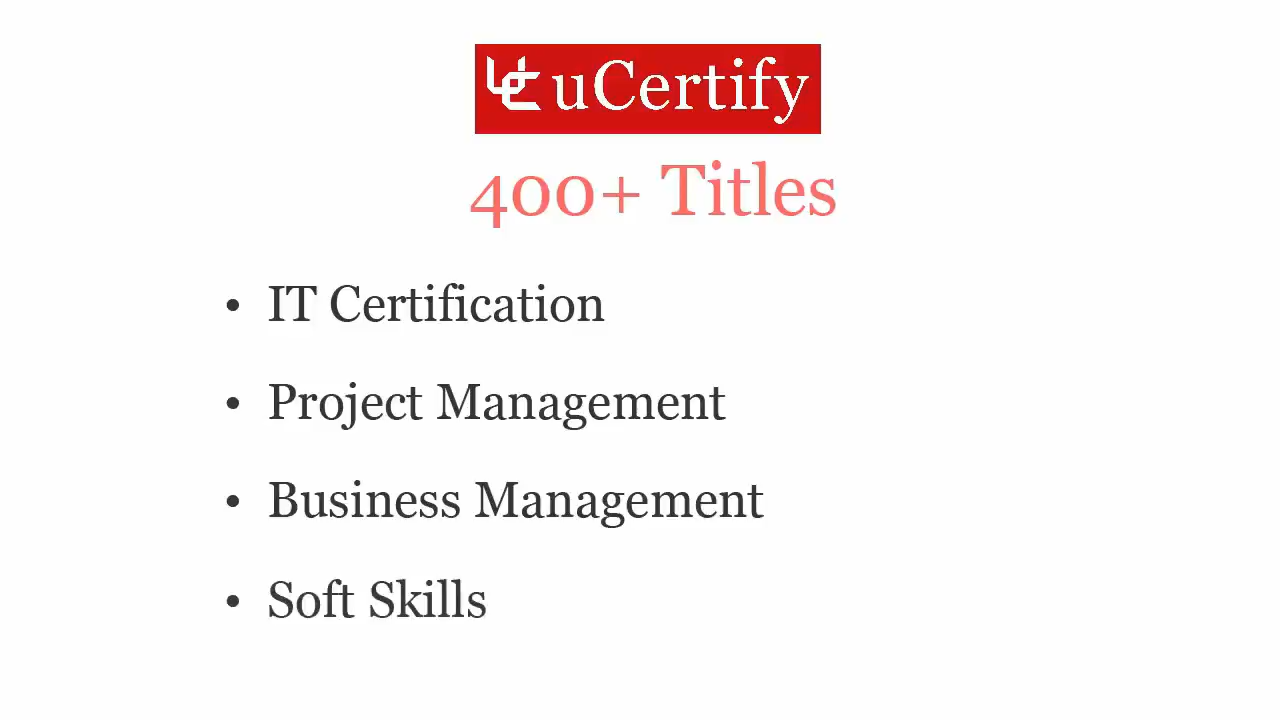 uCertify
400+ Titles
• IT Certification
• Project Management
• Business Management
• Soft Skills